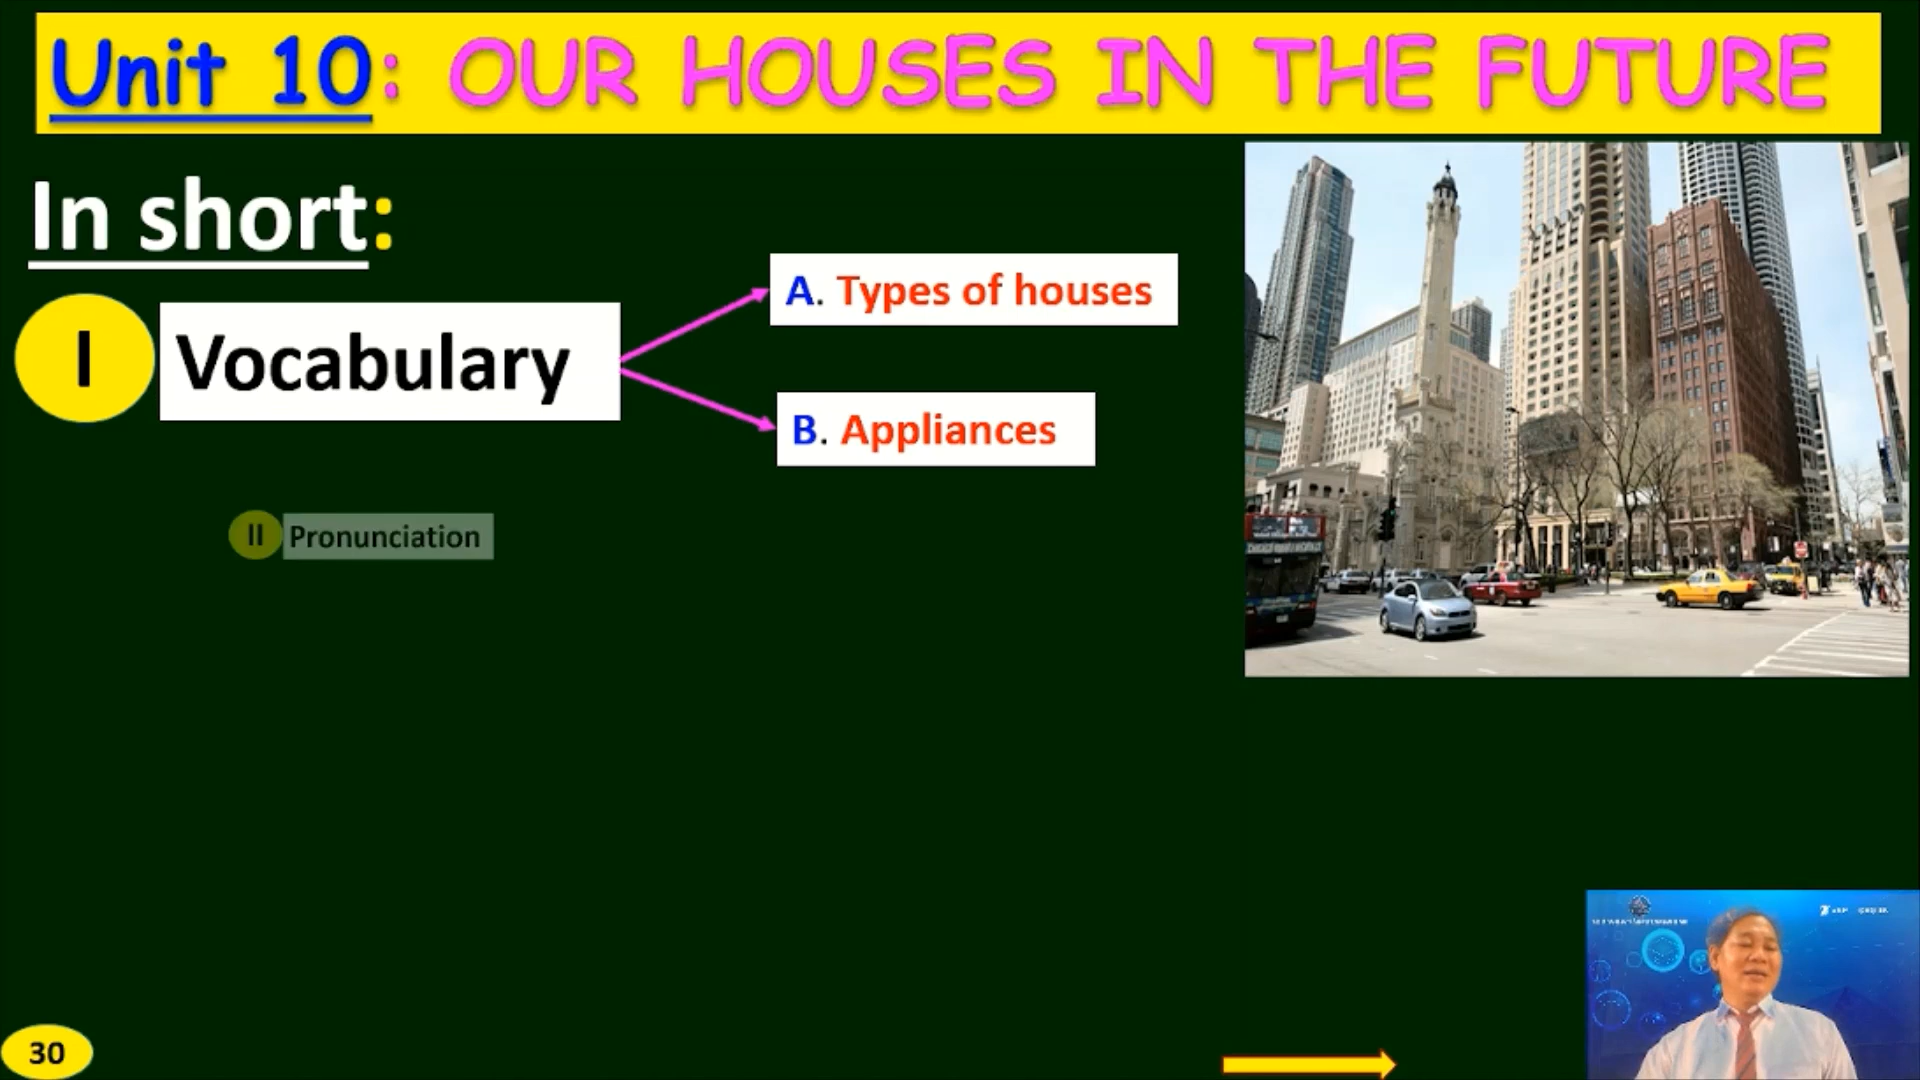 Unit 10: OUR HOUSES IN THE FUTURE
In short:
I Vocabulary
A. Types of houses
B. Appliances
II Pronunciation
30